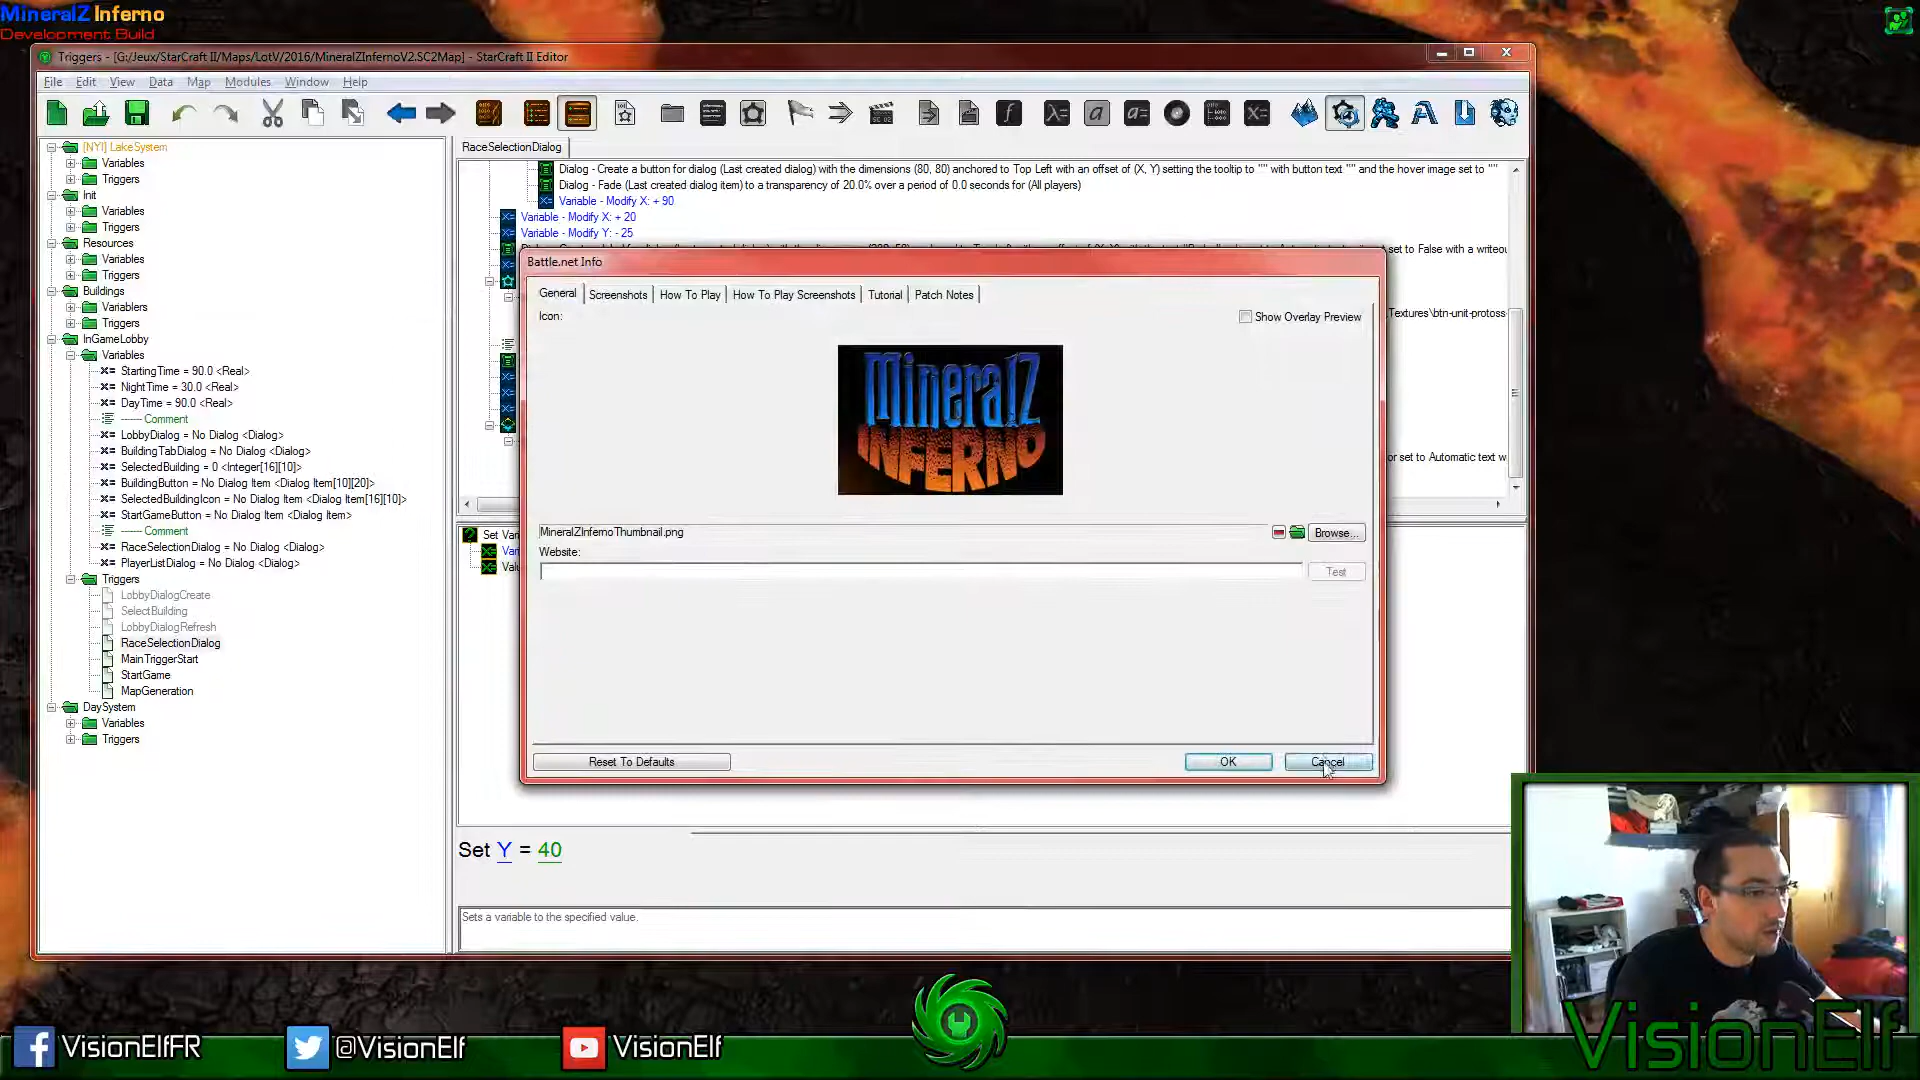 MineralZ Inferno
Development Build
Triggers - [G:/Jeux/StarCraft II/Maps/LotV/2016/MineralZInfernoV2.SC2Map] - StarCraft II Editor
File Edit View Data Map Modules Window Help
[NYI] LakeSystem
Variables
Triggers
Init
Variables
Triggers
Resources
Variables
Triggers
Buildings
Variablers
Triggers
InGameLobby
Variables
StartingTime = 90.0 <Real>
NightTime = 30.0 <Real>
DayTime = 90.0 <Real>
------- Comment
LobbyDialog = No Dialog <Dialog>
BuildingTabDialog = No Dialog <Dialog>
SelectedBuilding = 0 <Integer[16][10]>
BuildingButton = No Dialog Item <Dialog Item[10][20]>
SelectedBuildingIcon = No Dialog Item <Dialog Item[16][10]>
StartGameButton = No Dialog Item <Dialog Item>
------- Comment
RaceSelectionDialog = No Dialog <Dialog>
PlayerListDialog = No Dialog <Dialog>
Triggers
LobbyDialogCreate
SelectBuilding
LobbyDialogRefresh
RaceSelectionDialog
MainTriggerStart
StartGame
MapGeneration
DaySystem
Variables
Triggers
RaceSelectionDialog
Dialog - Create a button for dialog (Last created dialog) with the dimensions (80, 80) anchored to Top Left with an offset of (X, Y) setting the tooltip to "" with button text "" and the hover image set to ""
Dialog - Fade (Last created dialog item) to a transparency of 20.0% over a period of 0.0 seconds for (All players)
Variable - Modify X: + 90
Variable - Modify X: + 20
Variable - Modify Y: - 25
set to False with a writeou
.Textures\btn-unit-protoss-
or set to Automatic text w
Set Vari
Vari
Valu
Battle.net Info
General Screenshots How To Play How To Play Screenshots Tutorial Patch Notes
Icon:
Show Overlay Preview
MineralZ
INFERNO
MineralZInfernoThumbnail.png
Browse...
Website:
Test
Reset To Defaults
OK
Cancel
Set Y = 40
Sets a variable to the specified value.
VisionElfFR
@VisionElf
VisionElf
VisionElf